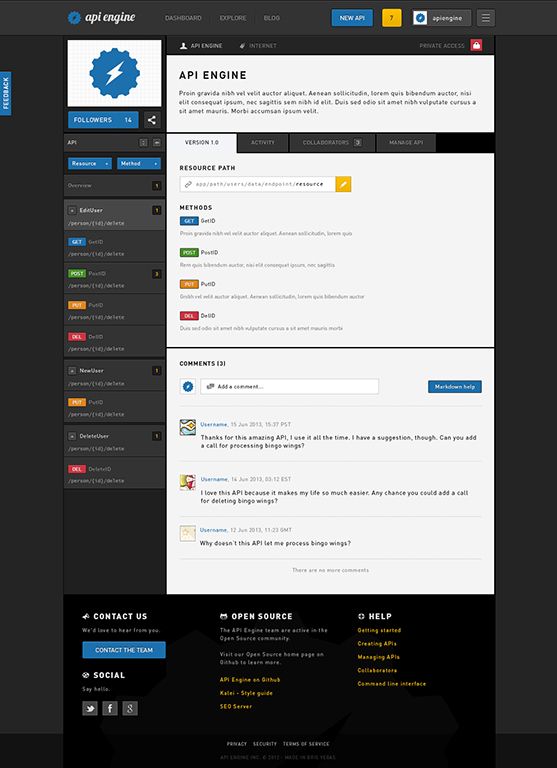 api engine
DASHBOARD
EXPLORE
BLOG
NEW API
7
apiengine
FEEDBACK
FOLLOWERS 14
API
Resource
Method
Overview 1
EditUser 1
/person/{id}/delete
GET GetID
/person/{id}/delete
POST PostID 3
/person/{id}/delete
PUT PutID
/person/{id}/delete
DEL DelID
/person/{id}/delete
NewUser 1
/person/{id}/delete
PUT PutID
/person/{id}/delete
DeleteUser 1
/person/{id}/delete
DEL DeleteID
/person/{id}/delete
API ENGINE
INTERNET
PRIVATE ACCESS
API ENGINE
Proin gravida nibh vel velit auctor aliquet. Aenean sollicitudin, lorem quis bibendum auctor, nisi
elit consequat ipsum, nec sagittis sem nibh id elit. Duis sed odio sit amet nibh vulputate cursus a
sit amet mauris. Morbi accumsan ipsum velit.
VERSION 1.0
ACTIVITY
COLLABORATORS 3
MANAGE API
RESOURCE PATH
app/path/users/data/endpoint/resource
METHODS
GET GetID
Proin gravida nibh vel velit auctor aliquet. Aenean sollicitudin, lorem quis
POST PostID
Rem quis bibendum auctor, nisi elit consequat ipsum, nec sagittis
PUT PutID
Gnibh vel velit auctor aliquet. Aenean sollicitudin, lorem quis bibendum auctor
DEL DelID
Duis sed odio sit amet nibh vulputate cursus a sit amet mauris morbi
COMMENTS (3)
Add a comment...
Markdown help
Username, 15 Jun 2013, 15:37 PST
Thanks for this amazing API, I use it all the time. I have a suggestion, though. Can you add
a call for processing bingo wings?
Username, 14 Jun 2013, 03:12 EST
I love this API because it makes my life so much easier. Any chance you could add a call
for deleting bingo wings?
Username, 12 Jun 2013, 11:23 GMT
Why doesn't this API let me process bingo wings?
There are no more comments
CONTACT US
We'd love to hear from you.
CONTACT THE TEAM
SOCIAL
Say hello.
OPEN SOURCE
The API Engine team are active in the
Open Source community.
Visit our Open Source home page on
Github to learn more.
API Engine on Github
Kalei - Style guide
SEO Server
HELP
Getting started
Creating APIs
Managing APIs
Collaborators
Command line interface
PRIVACY
SECURITY
TERMS OF SERVICE
API ENGINE INC. © 2013 - MADE IN BRIS VEGAS